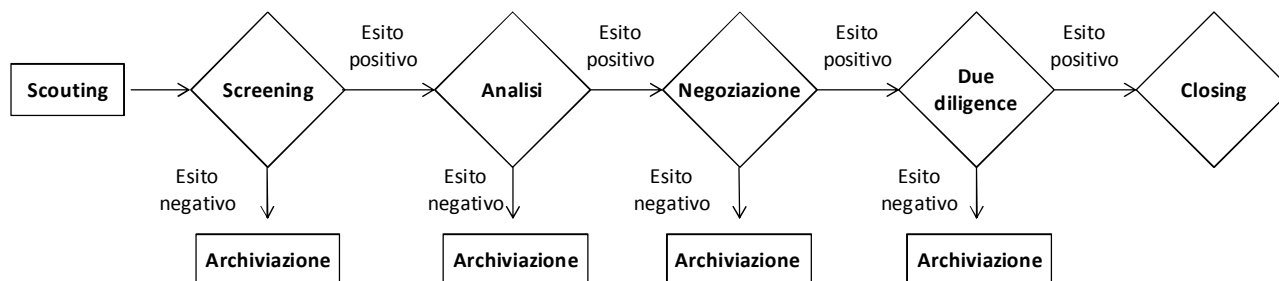 Esito
positivo
Esito
positivo
Esito
positivo
Esito
positivo
Scouting
Screening
Analisi
Negoziazione
Due
diligence
Closing
Esito
negativo
Esito
negativo
Esito
negativo
Esito
negativo
Archiviazione
Archiviazione
Archiviazione
Archiviazione